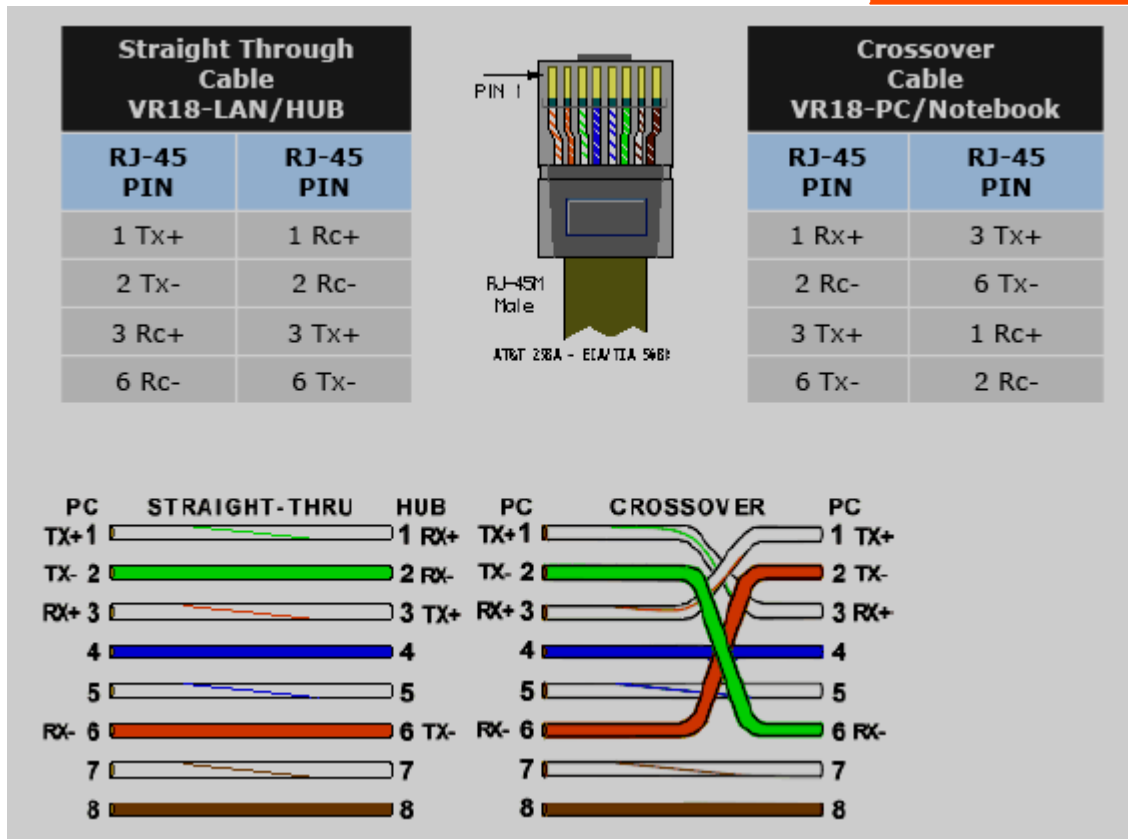 Straight Through
Cable
VR18-LAN/HUB
RJ-45 PIN RJ-45 PIN
1 Tx+ 1 Rc+
2 Tx- 2 Rc-
3 Rc+ 3 Tx+
6 Rc- 6 Tx-
PIN 1
RJ-45M
Male
AT&T 258A - EIA/TIA
Crossover
Cable
VR18-PC/Notebook
RJ-45 PIN RJ-45 PIN
1 Rx+ 3 Tx+
2 Rc- 6 Tx-
3 Tx+ 1 Rc+
6 Tx- 2 Rc-
PC STRAIGHT-THRU HUB
TX+ 1 1 RX+
TX- 2 2 RX-
RX+ 3 3 TX+
4 4
5 5
RX- 6 6 TX-
7 7
8 8
PC CROSSOVER PC
TX+ 1 1 TX+
TX- 2 2 TX-
RX+ 3 3 RX+
4 4
5 5
RX- 6 6 RX-
7 7
8 8